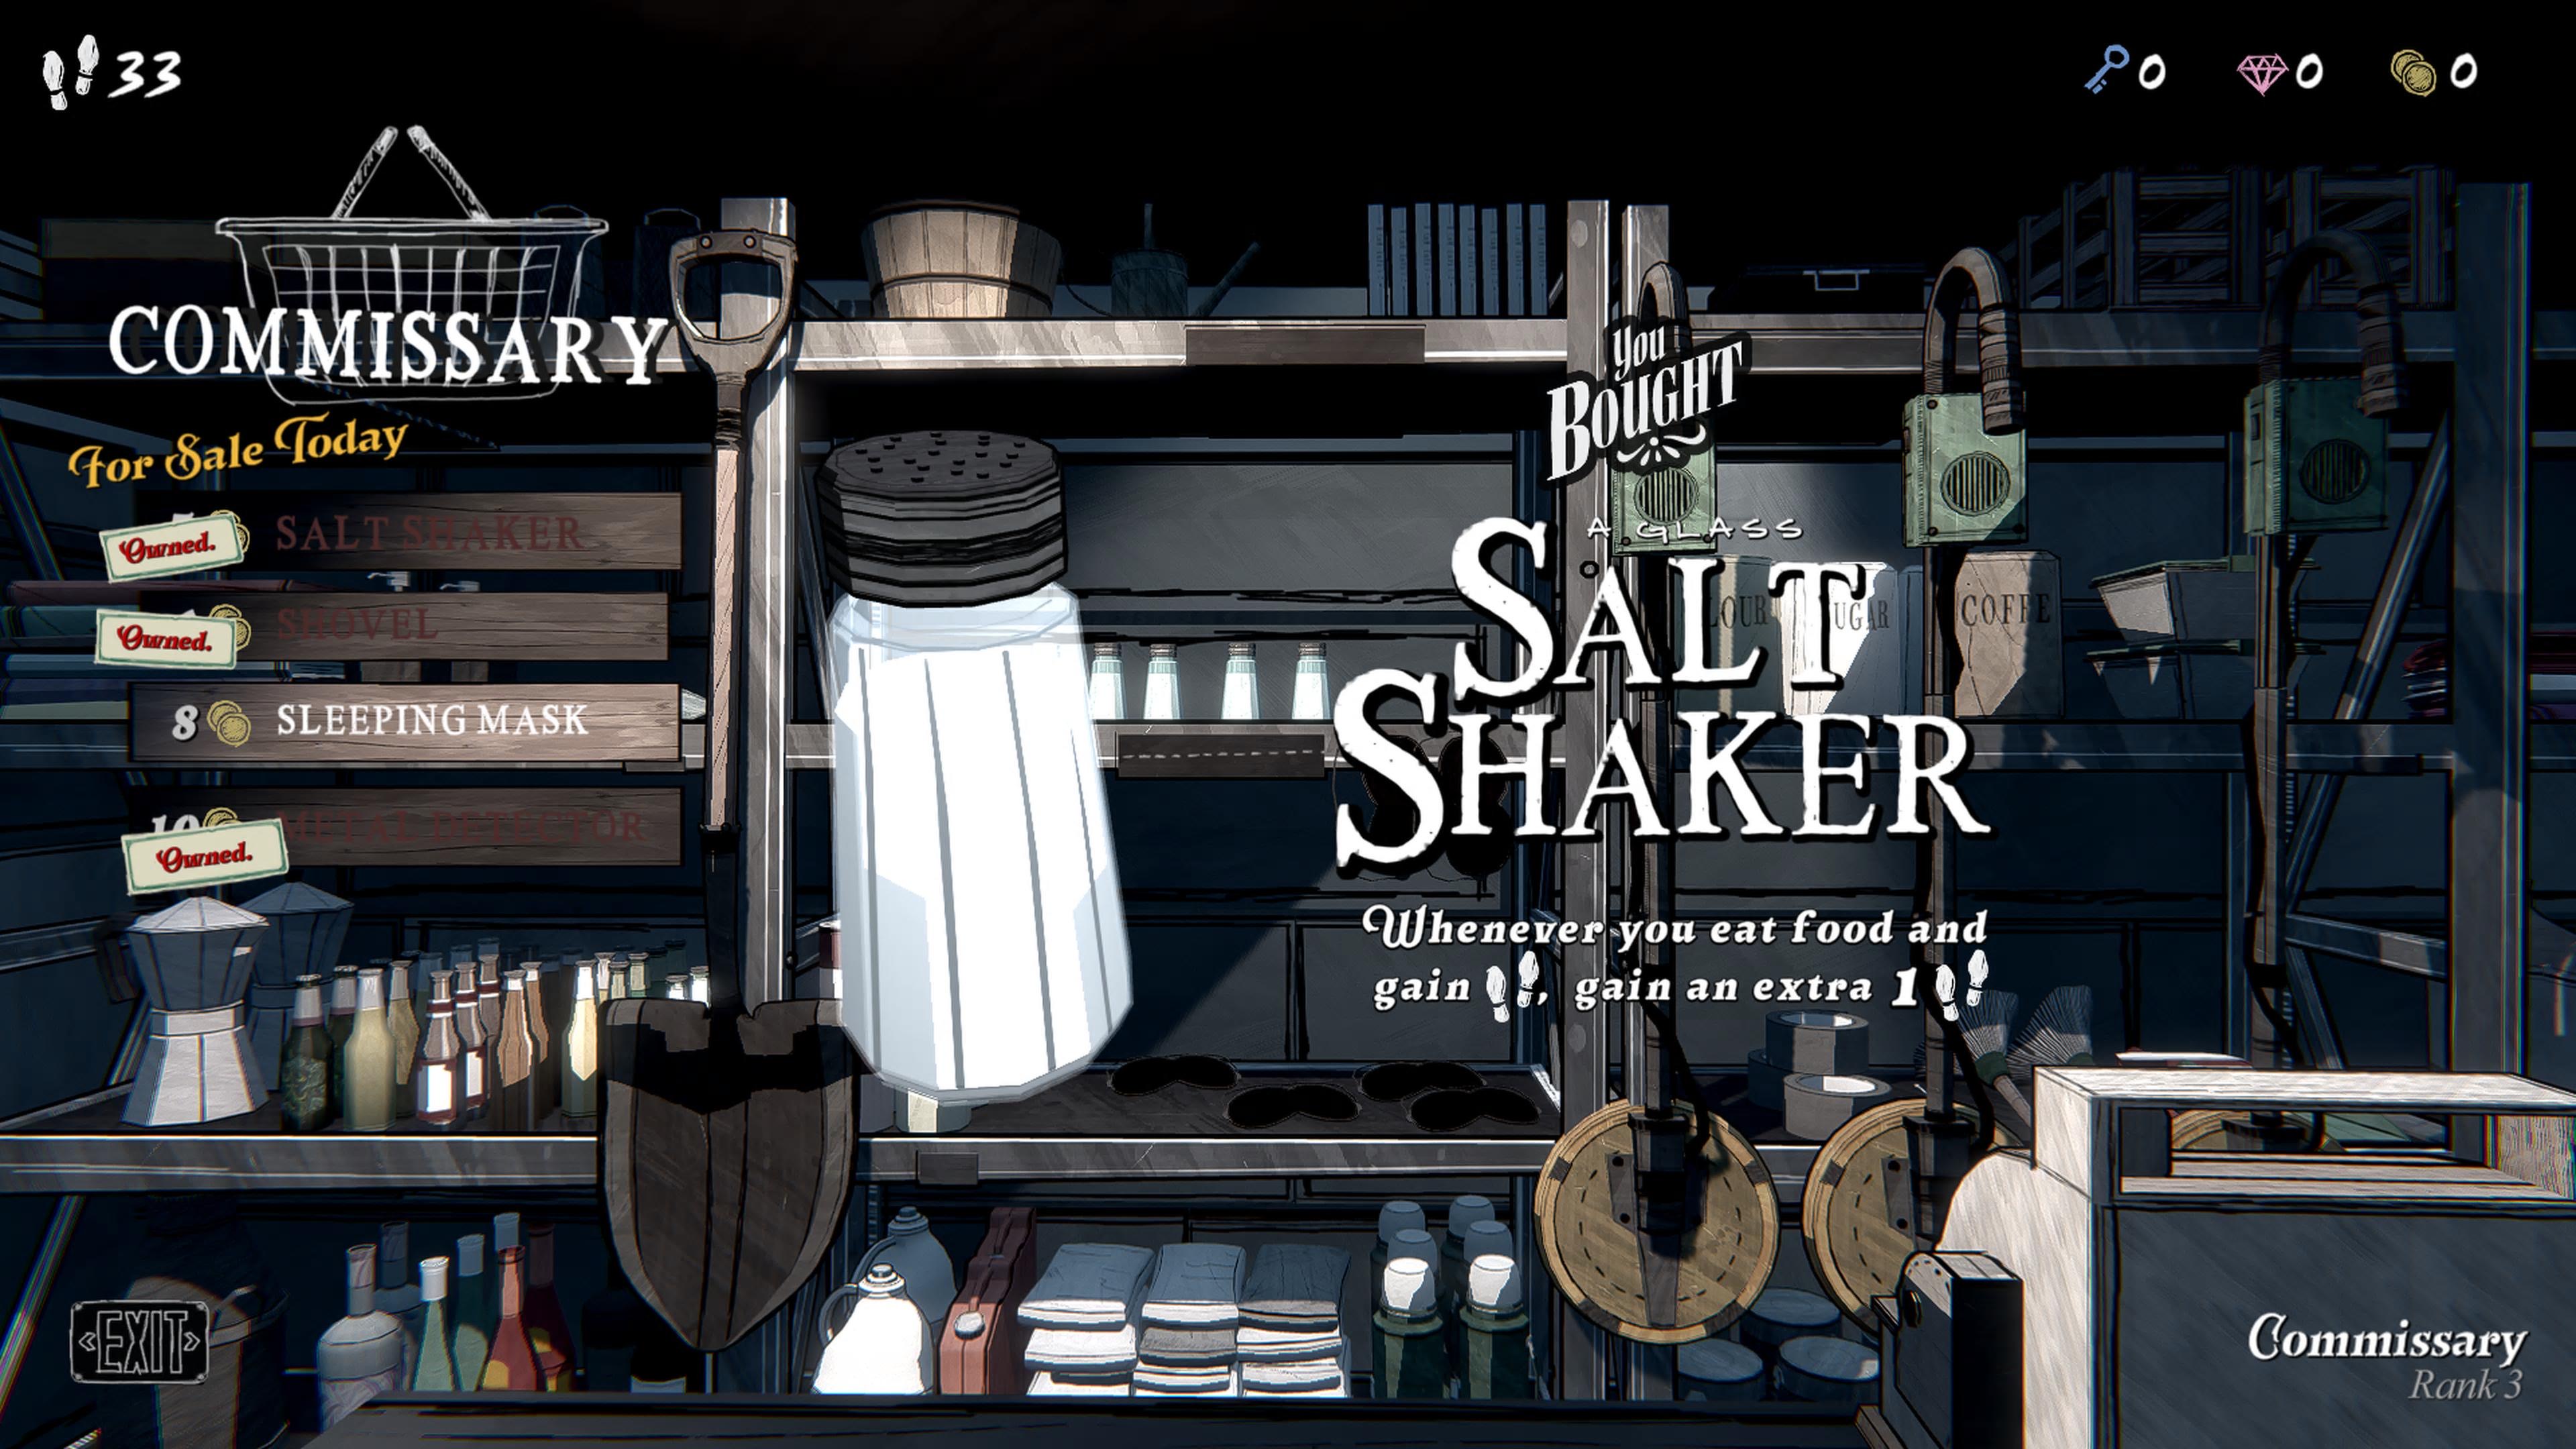 33
0
0
0
COMMISSARY
For Sale Today
Owned.
SALT SHAKER
Owned.
SHOVEL
8
SLEEPING MASK
10
METAL DETECTOR
Owned.
You
BOUGHT
A GLASS
SALT
SHAKER
Whenever you eat food and
gain , gain an extra 1
COFFE
EXIT
Commissary
Rank 3